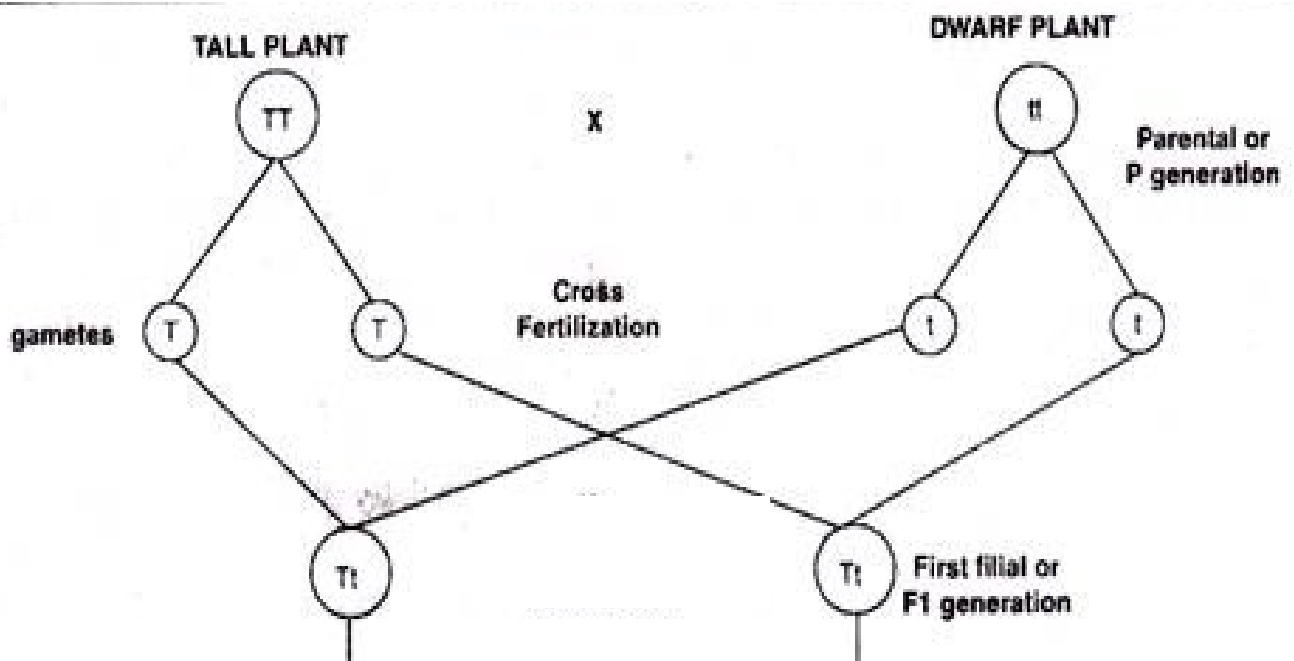 TALL PLANT
DWARF PLANT
TT
X
tt
Parental or
P generation
Cross
Fertilization
gametes
T
T
t
t
Tt
Tt
First filial or
F1 generation